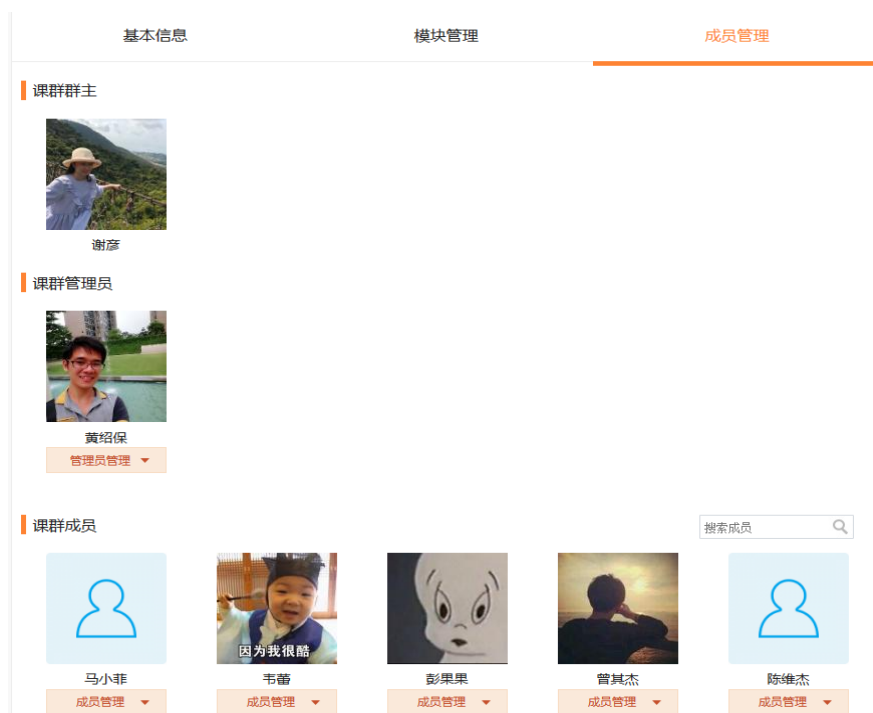 基本信息 模块管理 成员管理
课群群主
谢彦
课群管理员
黄绍保
管理员管理
课群成员 搜索成员
因为我很酷
马小菲 韦蕾 彭果果 曾其杰 陈维杰
成员管理 成员管理 成员管理 成员管理 成员管理